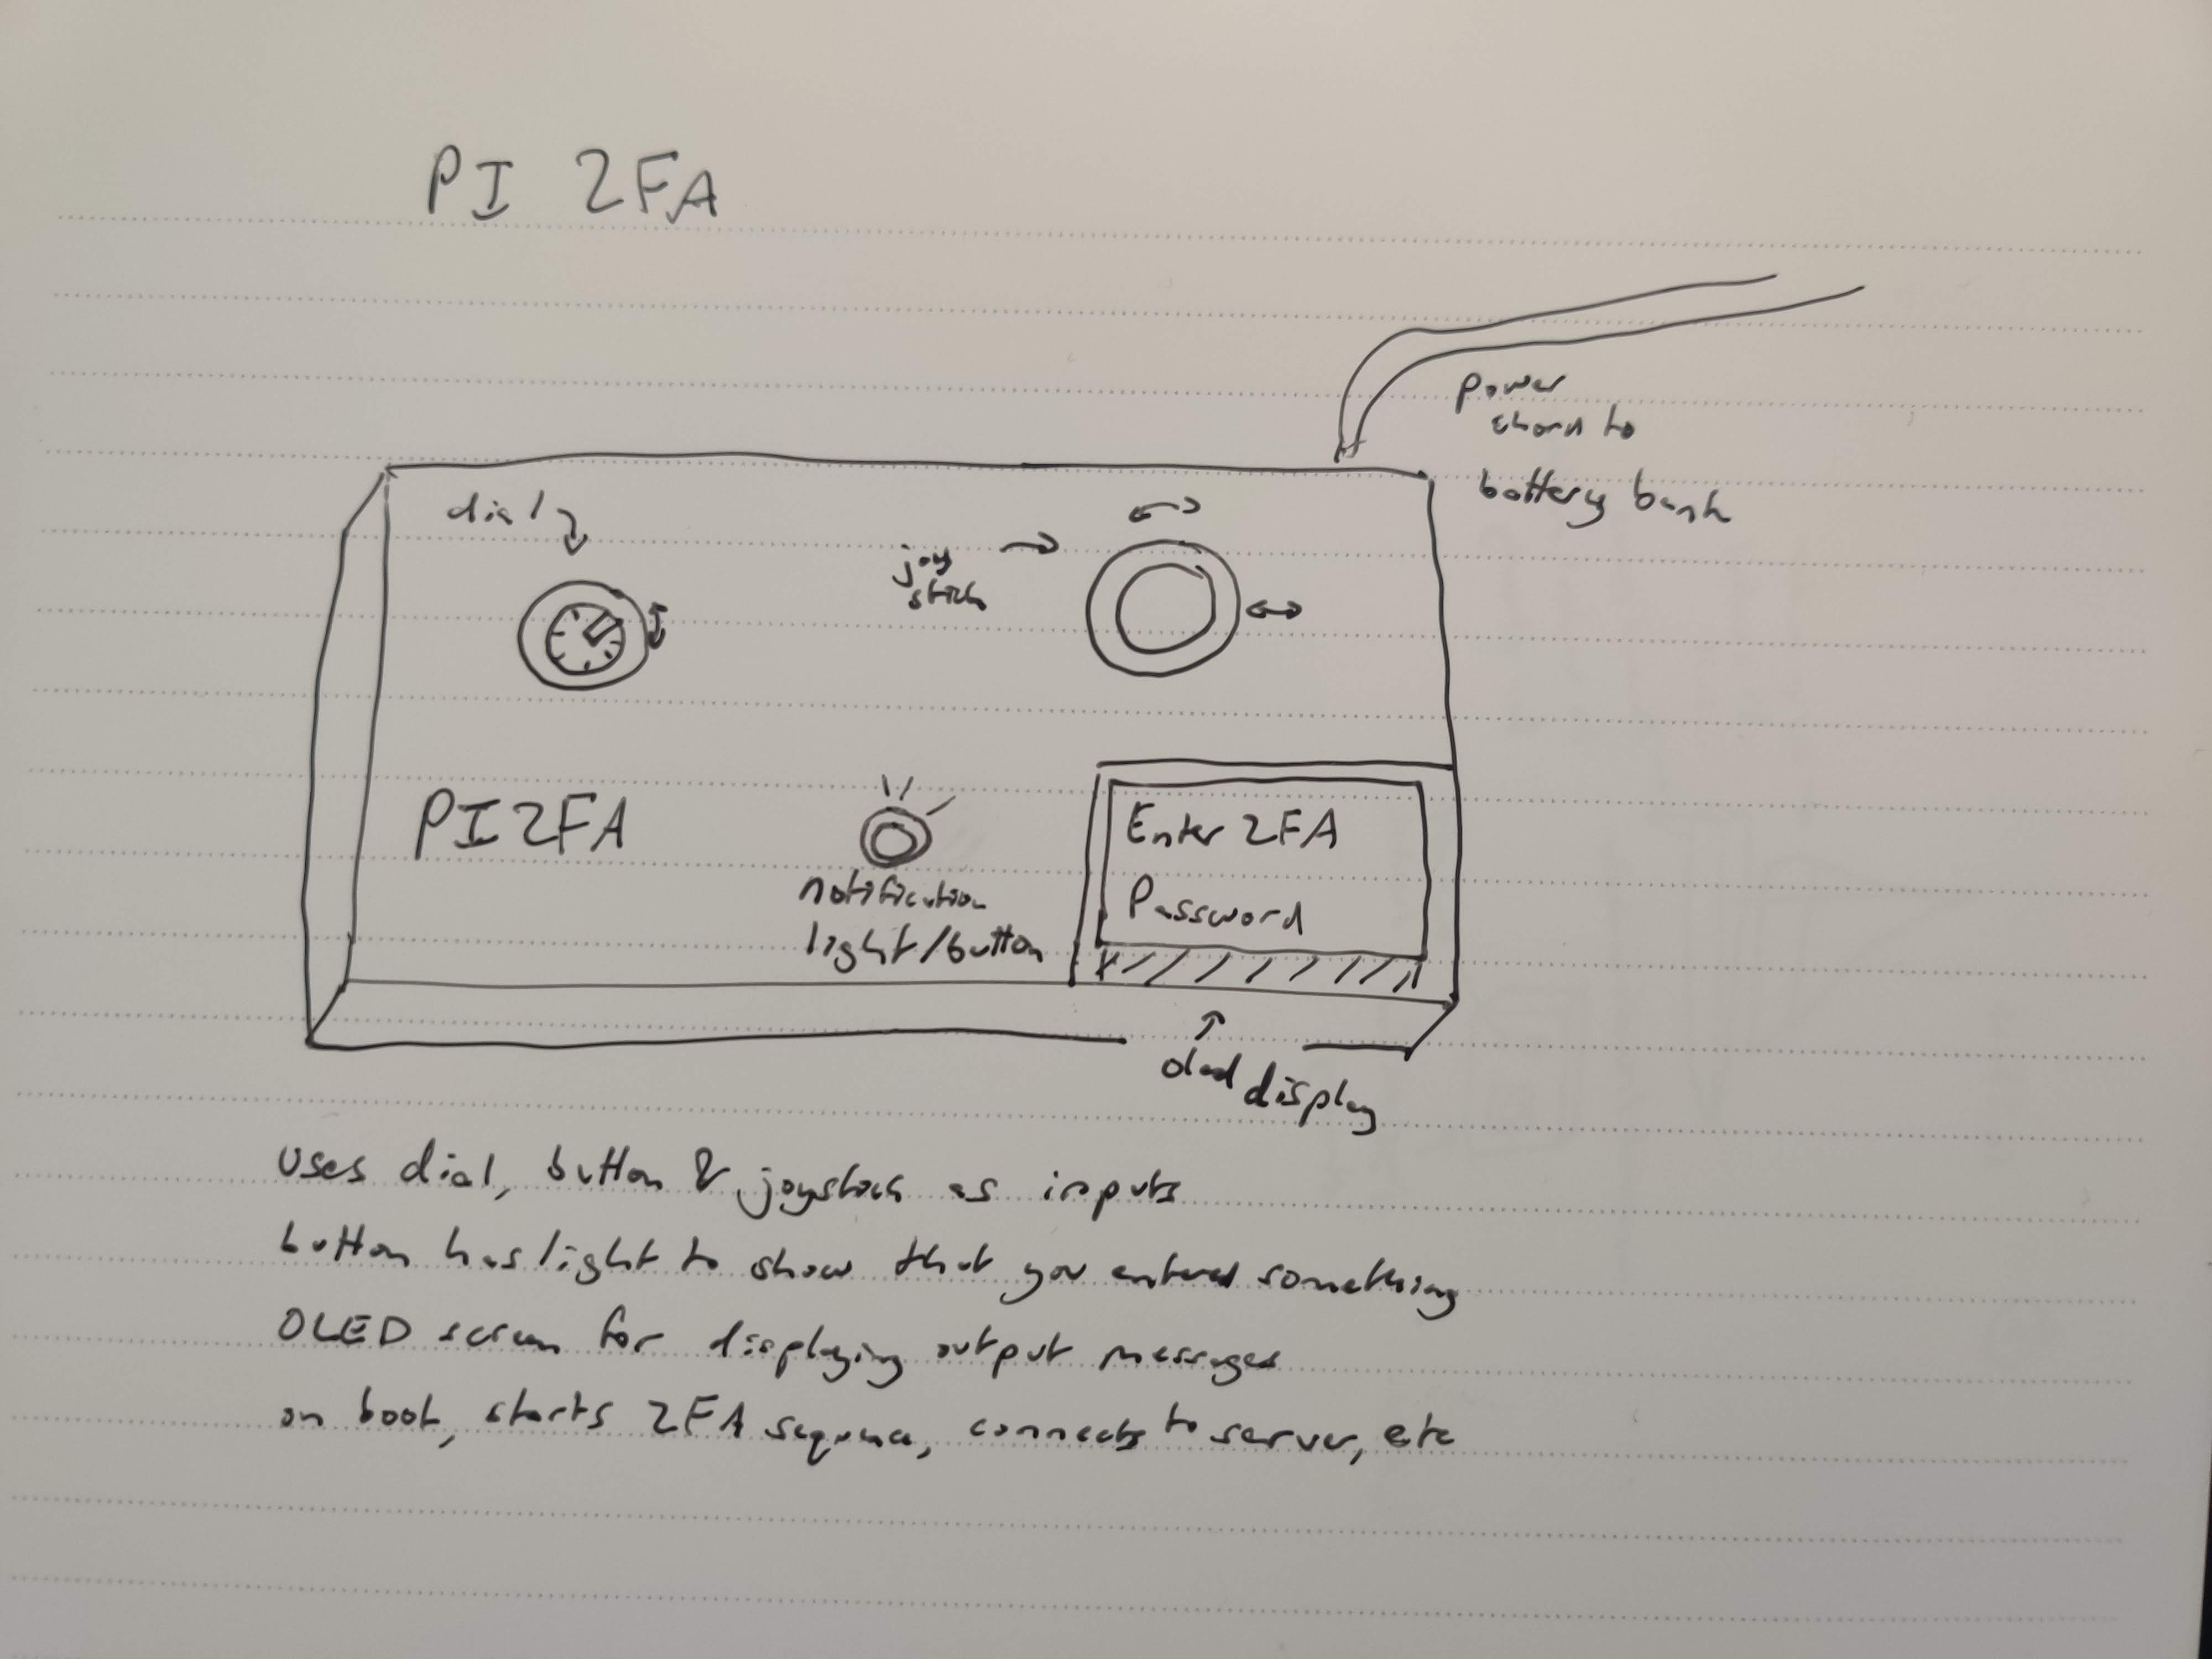 PI 2FA
power
chord to
battery bank
dial
joy
stick
PI2FA
notification
light/button
Enter 2FA
Password
oled display
uses dial, button & joystick as inputs
button has light to show that you entered something
OLED screen for displaying output messages
on boot, starts 2FA sequence, connects to server, etc